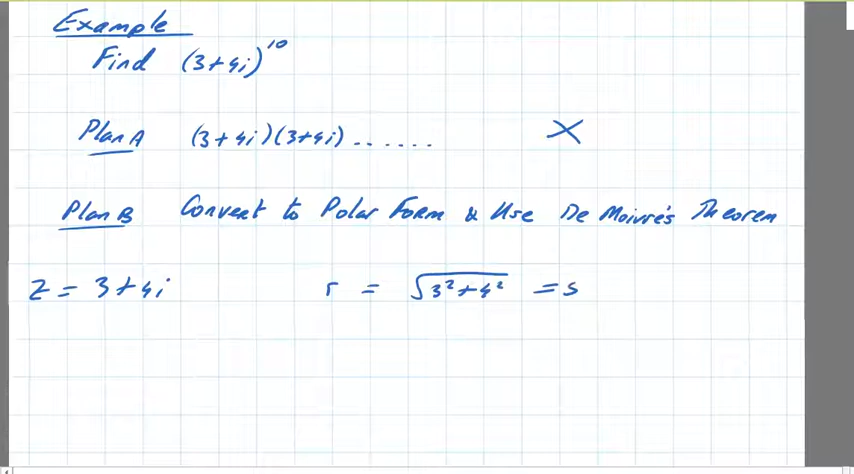 Example
Find (3+4i)^10
Plan A (3+4i)(3+4i)...... X
Plan B Convert to Polar Form & Use De Moivre's Theorem
z = 3+4i r = √(3²+4²) = 5